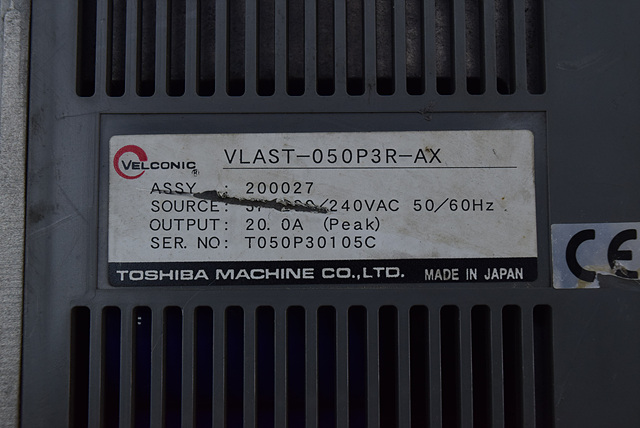 VELCONIC®
VLAST-050P3R-AX
ASSY : 200027
SOURCE: /240VAC 50/60Hz
OUTPUT: 20.0A (Peak)
SER. NO: T050P30105C
TOSHIBA MACHINE CO., LTD. MADE IN JAPAN
CE